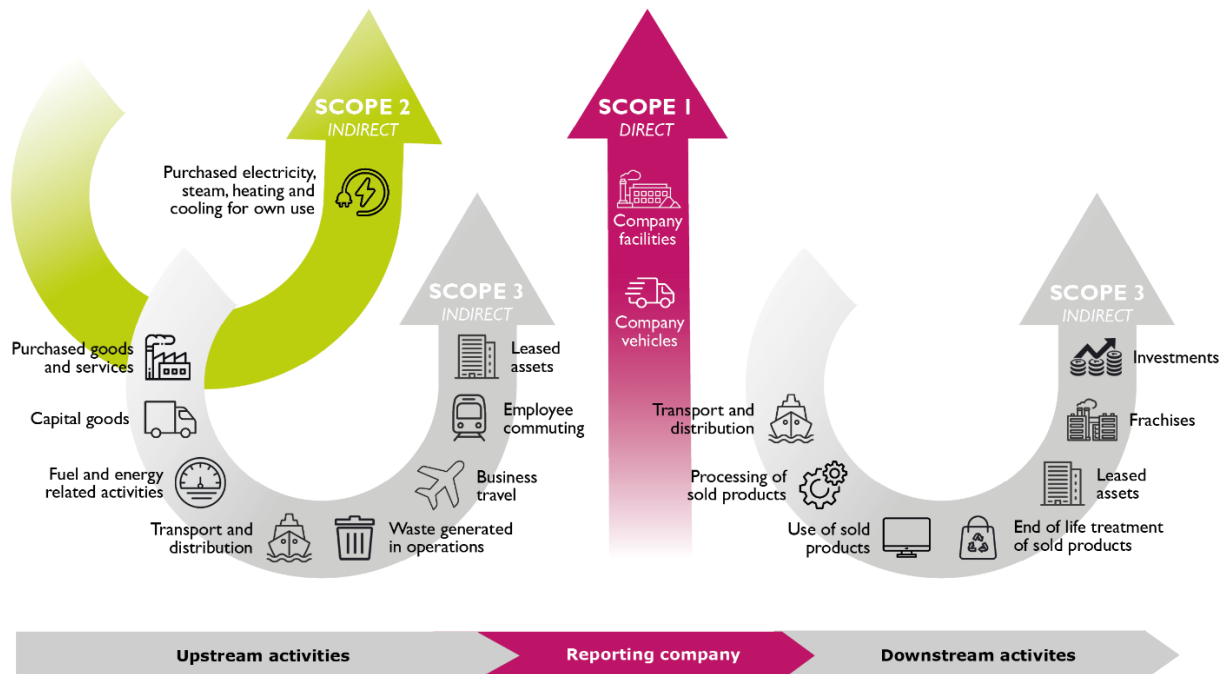 SCOPE 2
INDIRECT
Purchased electricity,
steam, heating and
cooling for own use
SCOPE 3
INDIRECT
Purchased goods
and services
Capital goods
Fuel and energy
related activities
Transport and
distribution
Waste generated
in operations
Business
travel
Employee
commuting
Leased
assets
SCOPE 1
DIRECT
Company
facilities
Company
vehicles
SCOPE 3
INDIRECT
Transport and
distribution
Processing of
sold products
Use of sold
products
End of life treatment
of sold products
Leased
assets
Frachises
Investments
Upstream activities
Reporting company
Downstream activites